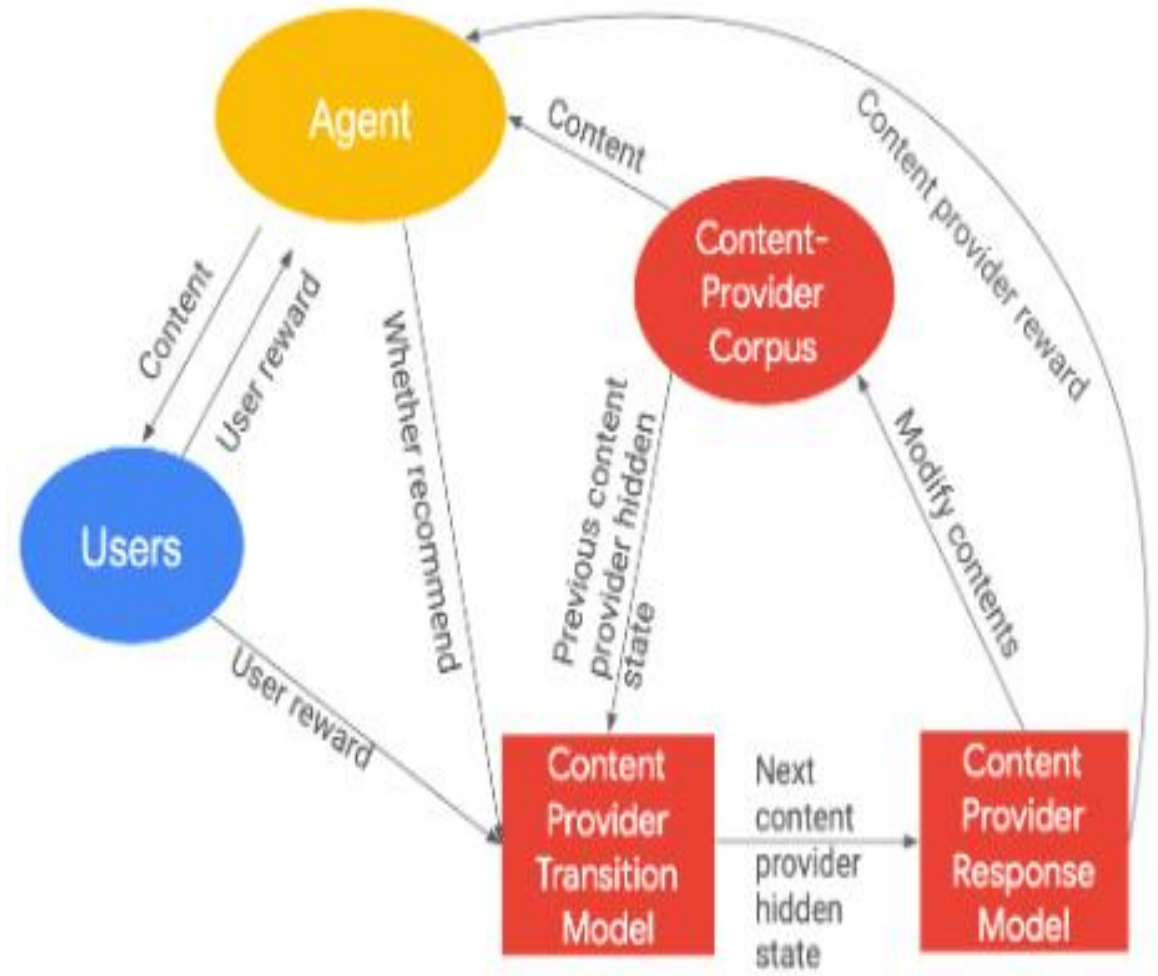 Agent
Content
Content provider reward
Content-
Provider
Corpus
Content
User reward
Whether recommend
Previous content
provider hidden
state
Modify contents
Users
User reward
Content
Provider
Transition
Model
Next
content
provider
hidden
state
Content
Provider
Response
Model